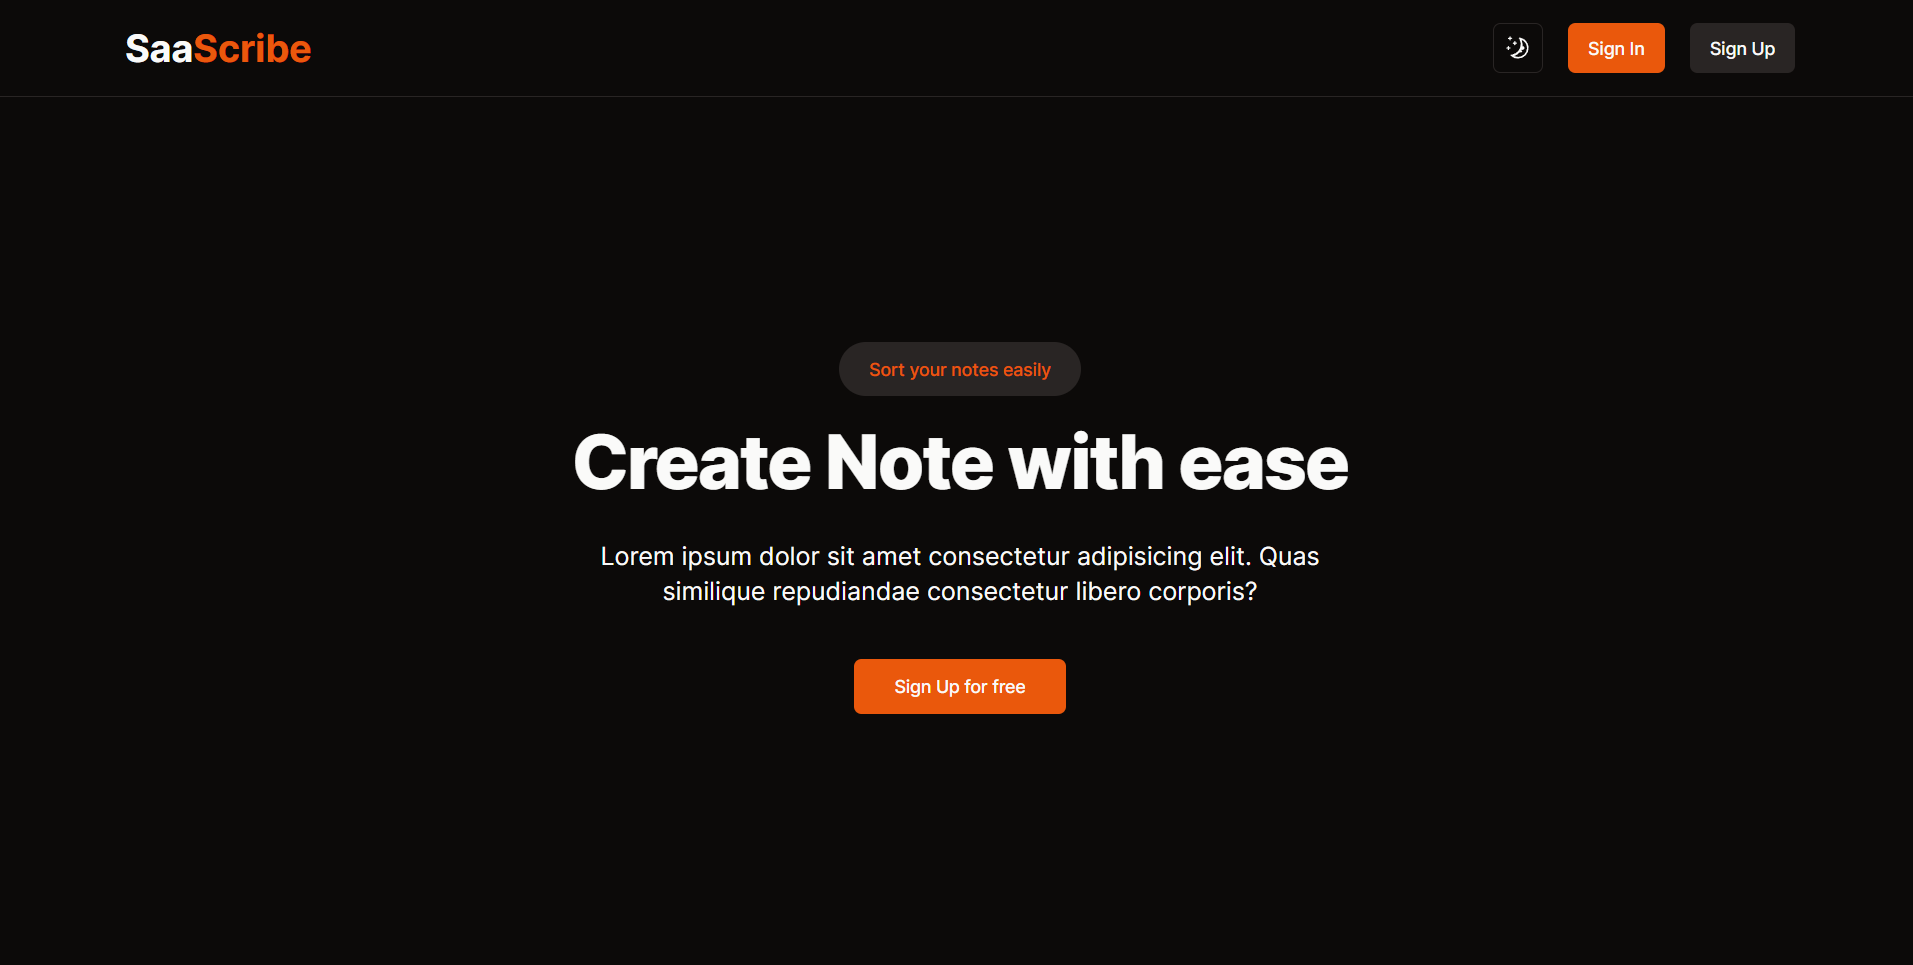 SaaScribe
Sign In
Sign Up
Sort your notes easily
Create Note with ease
Lorem ipsum dolor sit amet consectetur adipisicing elit. Quas
similique repudiandae consectetur libero corporis?
Sign Up for free